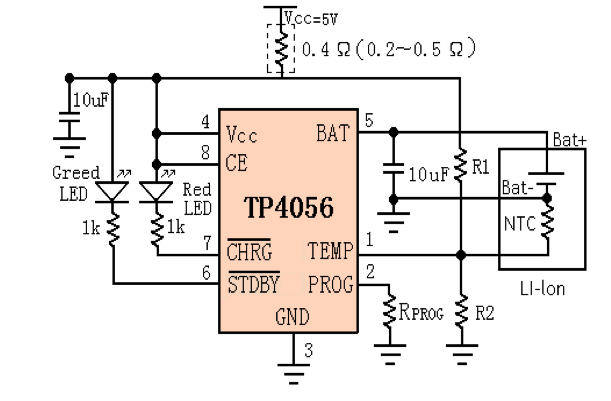 Vcc=5V
0.4 Ω(0.2~0.5 Ω)
10uF
4
Vcc
BAT
5
Bat+
8
CE
Greed
LED
Red
LED
10uF
R1
Bat-
TP4056
1k
1k
NTC
7
CHRG
TEMP
1
6
STDBY
PROG
2
LI-lon
RPROG
R2
GND
3